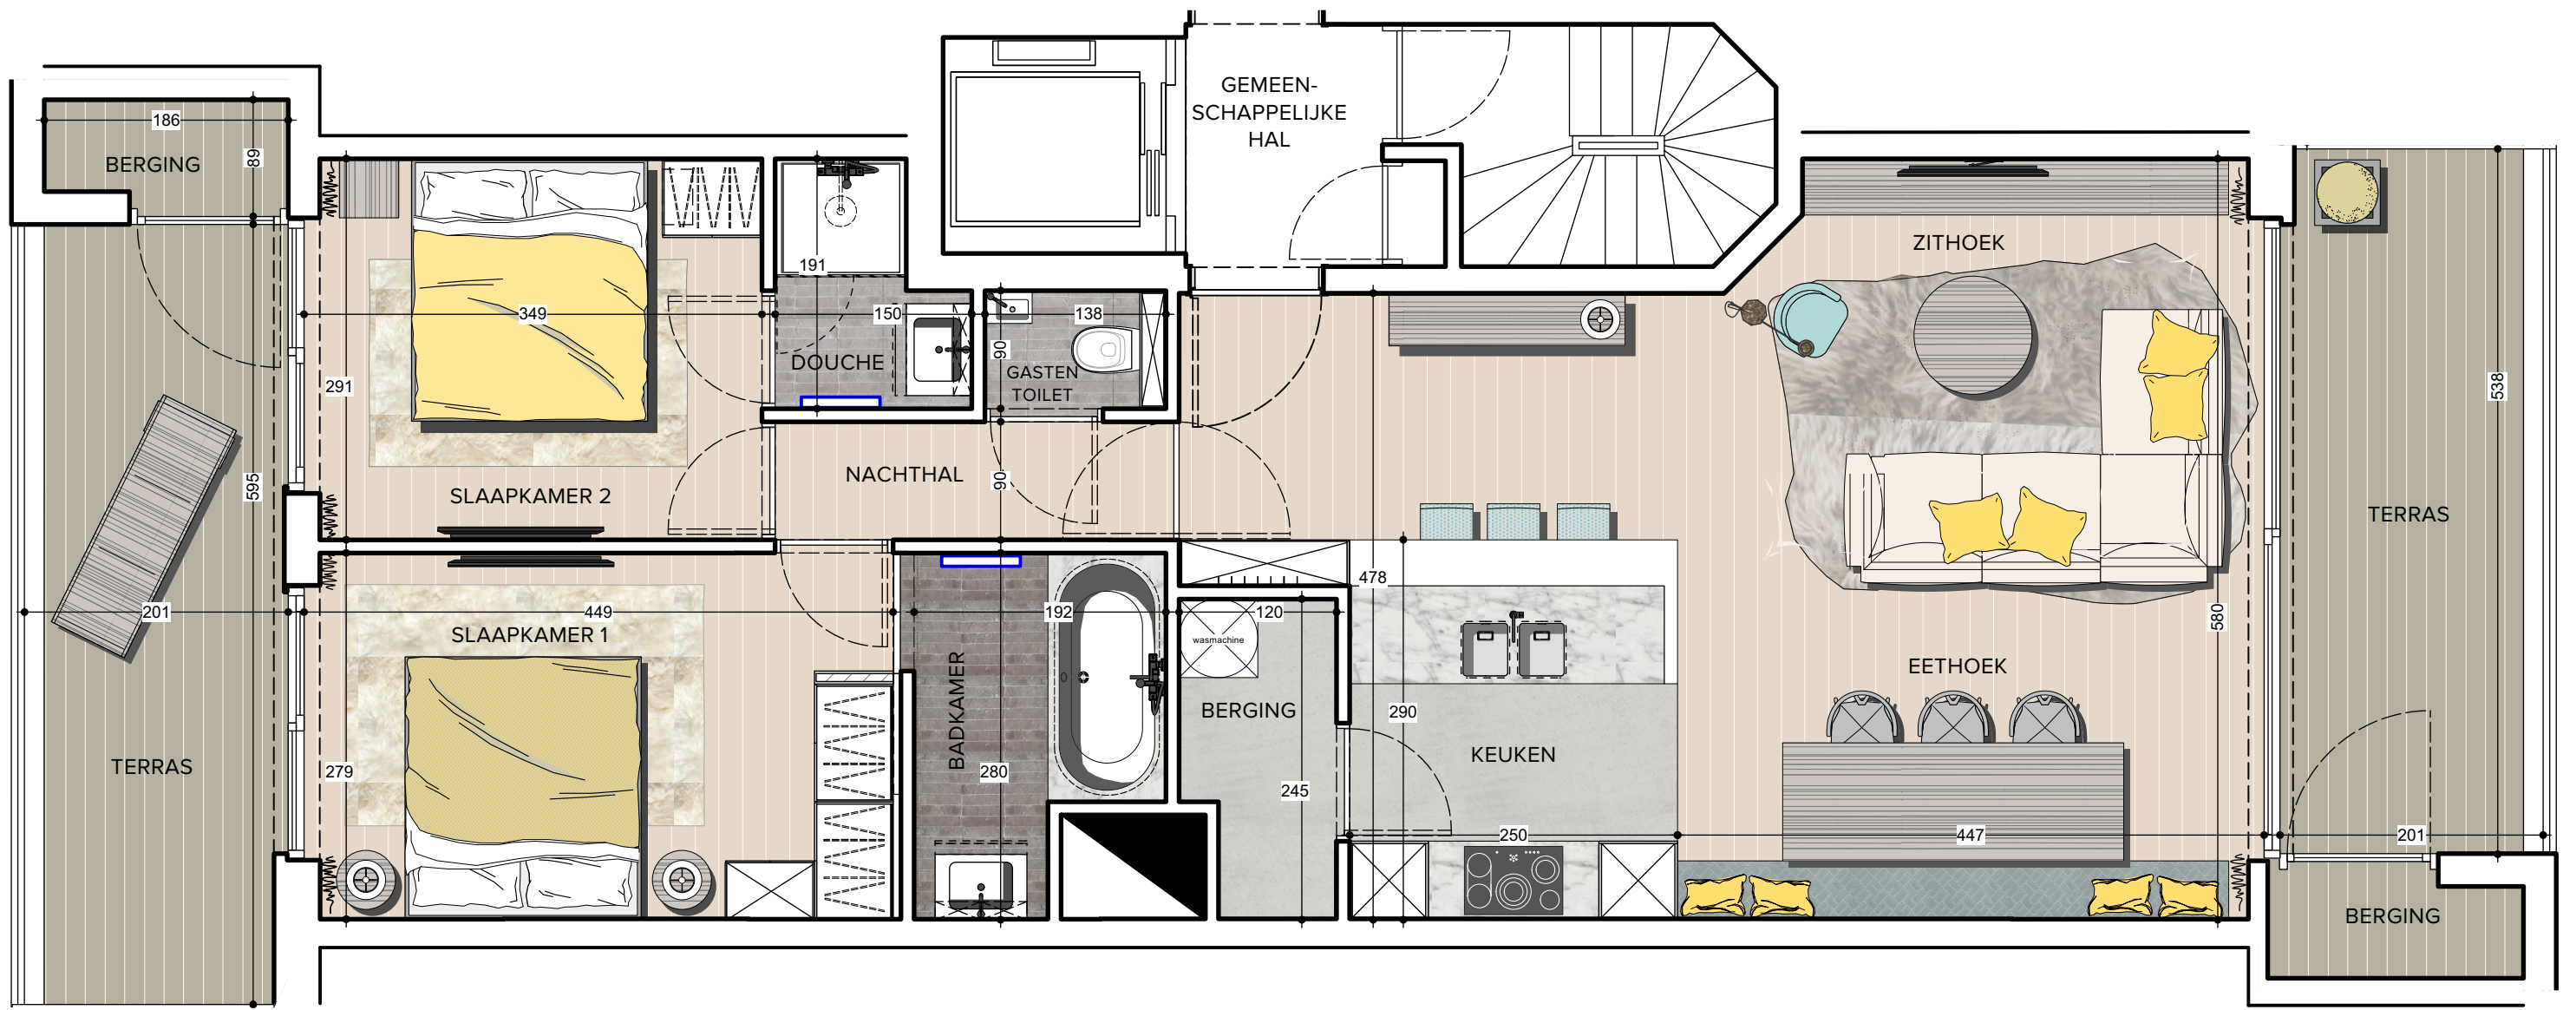 GEMEEN-
SCHAPPELIJKE
HAL
186
89
BERGING
191
ZITHOEK
349
150
138
DOUCHE
90
GASTEN
TOILET
291
538
NACHTHAL
90
SLAAPKAMER 2
595
TERRAS
478
201
449
192
120
580
SLAAPKAMER 1
wasmachine
EETHOEK
BADKAMER
BERGING
290
KEUKEN
TERRAS
279
280
245
250
447
201
BERGING